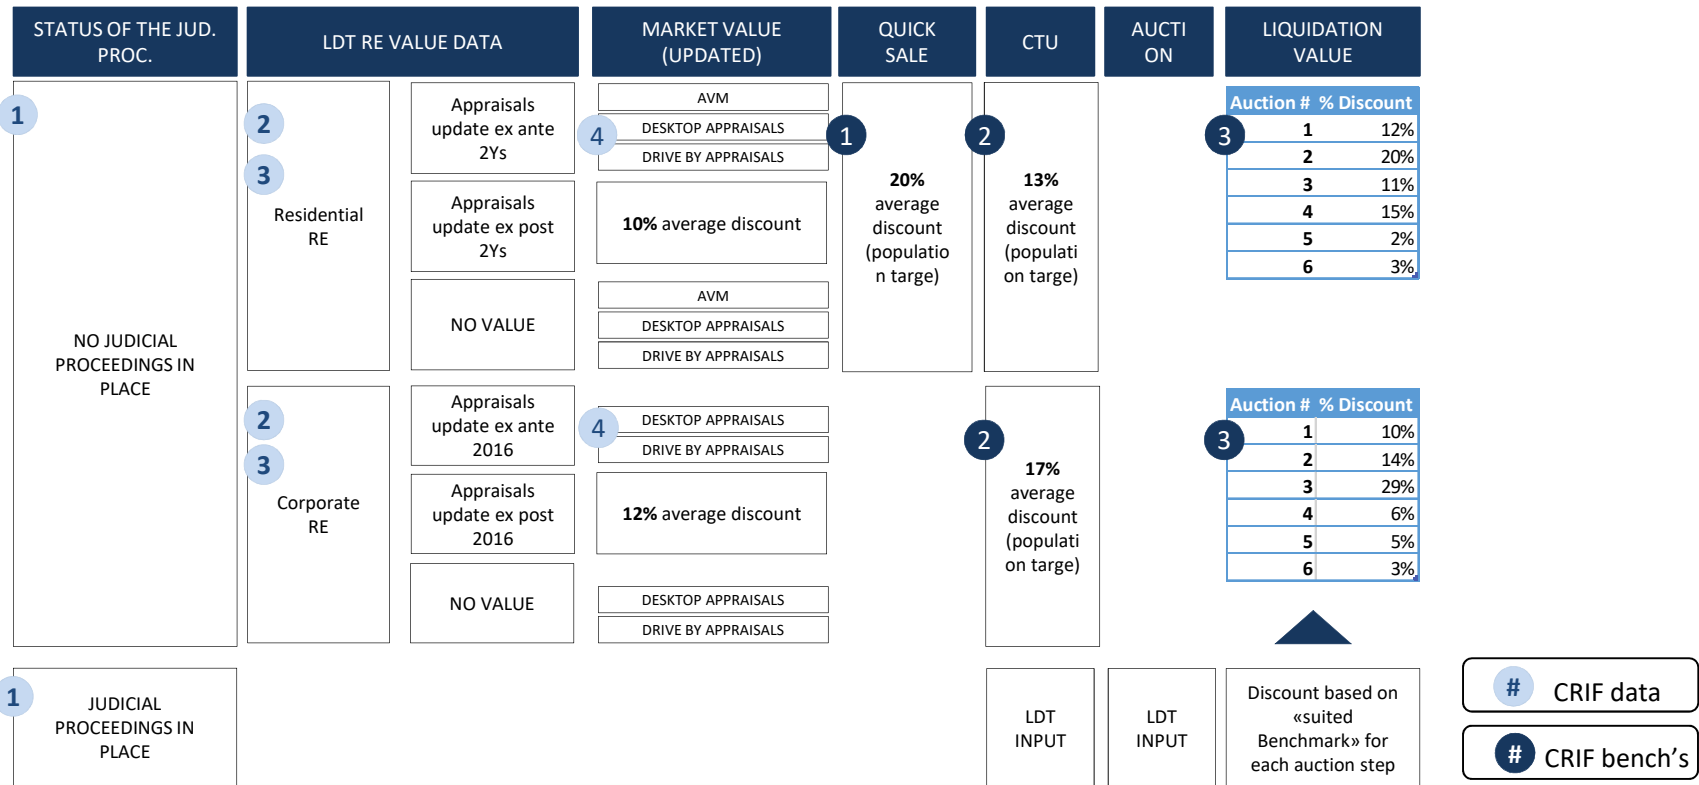 STATUS OF THE JUD.
PROC.
LDT RE VALUE DATA
MARKET VALUE
(UPDATED)
QUICK
SALE
CTU
AUCTI
ON
LIQUIDATION
VALUE
1
NO JUDICIAL
PROCEEDINGS IN
PLACE
2
3
Residential
RE
Appraisals
update ex ante
2Ys
Appraisals
update ex post
2Ys
NO VALUE
4
AVM
DESKTOP APPRAISALS
DRIVE BY APPRAISALS
10% average discount
AVM
DESKTOP APPRAISALS
DRIVE BY APPRAISALS
1
20%
average
discount
(populatio
n targe)
2
13%
average
discount
(populati
on targe)
3
Auction # % Discount
1 12%
2 20%
3 11%
4 15%
5 2%
6 3%
2
3
Corporate
RE
Appraisals
update ex ante
2016
Appraisals
update ex post
2016
NO VALUE
4
DESKTOP APPRAISALS
DRIVE BY APPRAISALS
12% average discount
DESKTOP APPRAISALS
DRIVE BY APPRAISALS
2
17%
average
discount
(populati
on targe)
3
Auction # % Discount
1 10%
2 14%
3 29%
4 6%
5 5%
6 3%
1
JUDICIAL
PROCEEDINGS IN
PLACE
LDT
INPUT
LDT
INPUT
Discount based on
«suited
Benchmark» for
each auction step
# CRIF data
# CRIF bench’s